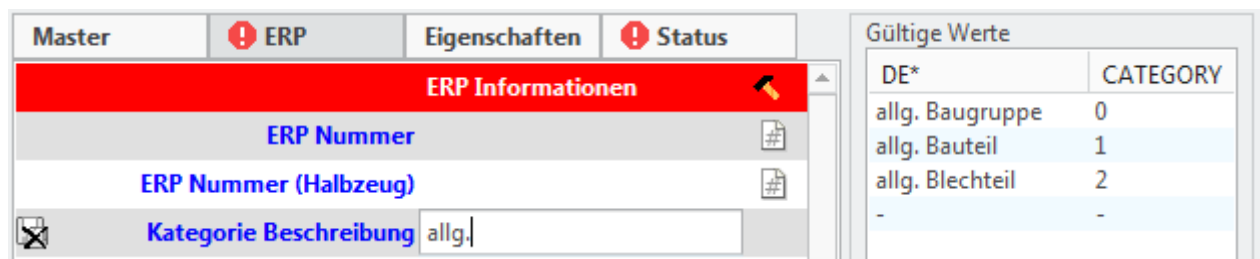 Master ERP Eigenschaften Status
ERP Informationen
ERP Nummer
ERP Nummer (Halbzeug)
Kategorie Beschreibung allg.
Gültige Werte
DE* CATEGORY
allg. Baugruppe 0
allg. Bauteil 1
allg. Blechteil 2
- -